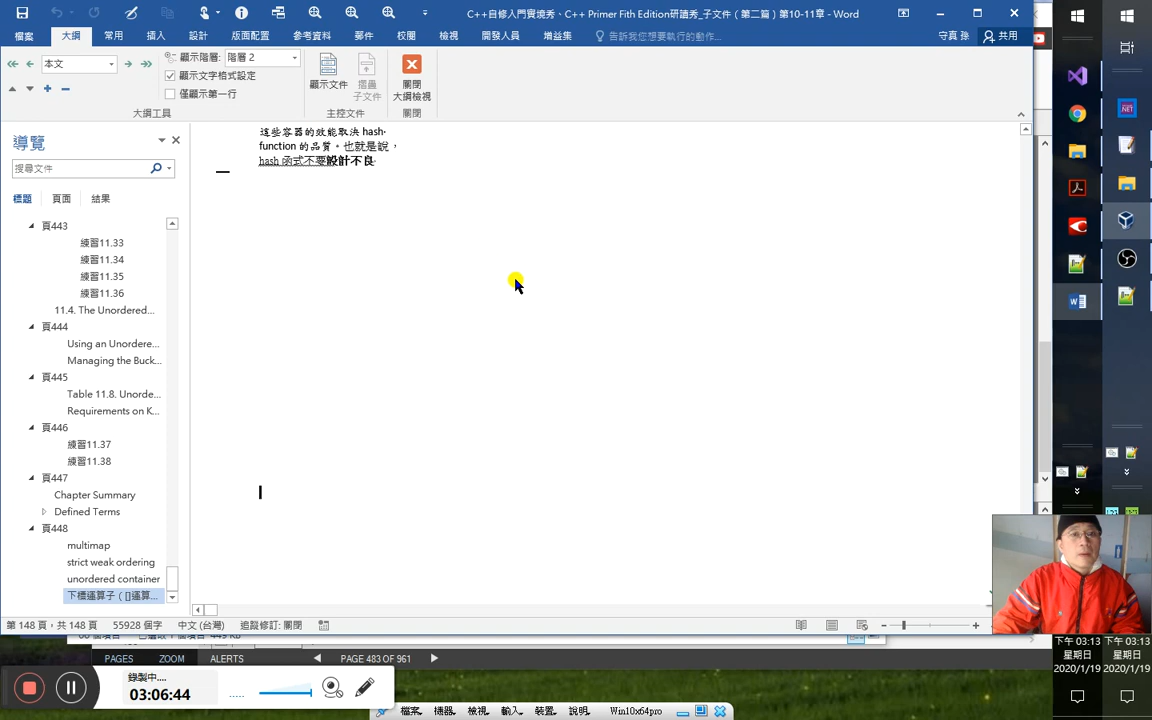 C++自修入門實境秀、C++ Primer Fith Edition研讀秀_子文件（第二篇）第10-11章 - Word
檔案
大綱
常用
插入
設計
版面配置
參考資料
郵件
校閱
檢視
開發人員
增益集
告訴我您想要執行的動作...
守真 孫
共用
本文
顯示階層:
階層 2
顯示文字格式設定
僅顯示第一行
大綱工具
顯示文件
摺疊
子文件
主控文件
關閉
大綱檢視
關閉
導覽
搜尋文件
標題
頁面
結果
頁443
練習11.33
練習11.34
練習11.35
練習11.36
11.4. The Unordered...
頁444
Using an Unordere...
Managing the Buck...
頁445
Table 11.8. Unorde...
Requirements on K...
頁446
練習11.37
練習11.38
頁447
Chapter Summary
Defined Terms
頁448
multimap
strict weak ordering
unordered container
下標運算子（[]運算...
這些容器的效能取決 hash
function 的品質。也就是說，
hash 函式不要設計不良
第 148 頁，共 148 頁
55928 個字
中文 (台灣)
追蹤修訂: 關閉
PAGES
ZOOM
ALERTS
PAGE 483 OF 961
錄製中....
03:06:44
檔案
機器
檢視
輸入
裝置
說明
Win10x64pro
下午 03:13
星期日
2020/1/19
下午 03:13
星期日
2020/1/19